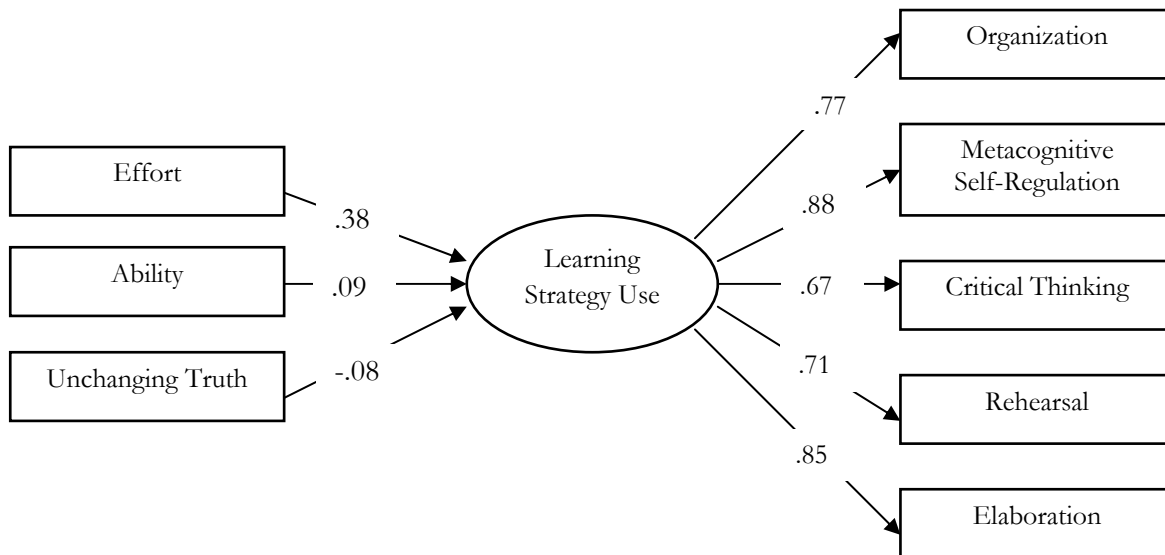 Organization
.77
Metacognitive
Self-Regulation
Effort
.38
.88
Ability
.09
Learning
Strategy Use
.67
Critical Thinking
Unchanging Truth
-.08
.71
Rehearsal
.85
Elaboration